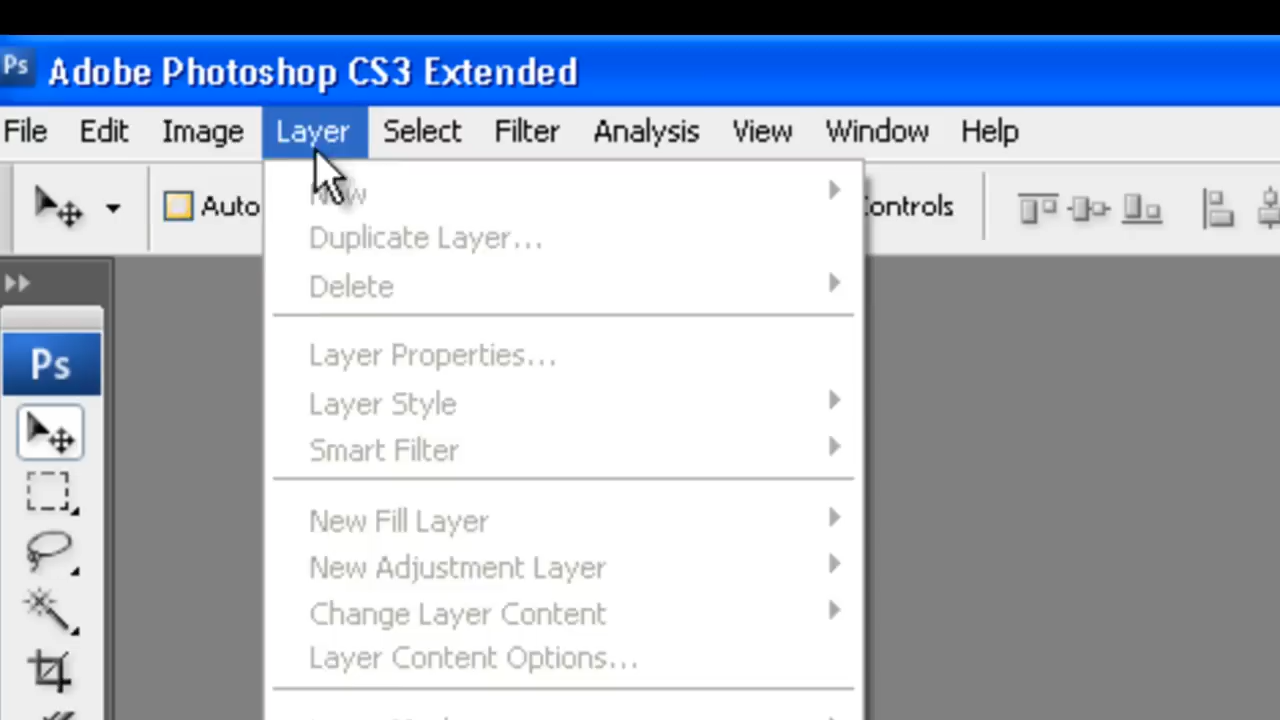 Ps Adobe Photoshop CS3 Extended
File Edit Image Layer Select Filter Analysis View Window Help
Auto
New
Duplicate Layer...
Delete
Ps
Layer Properties...
Layer Style
Smart Filter
New Fill Layer
New Adjustment Layer
Change Layer Content
Layer Content Options...